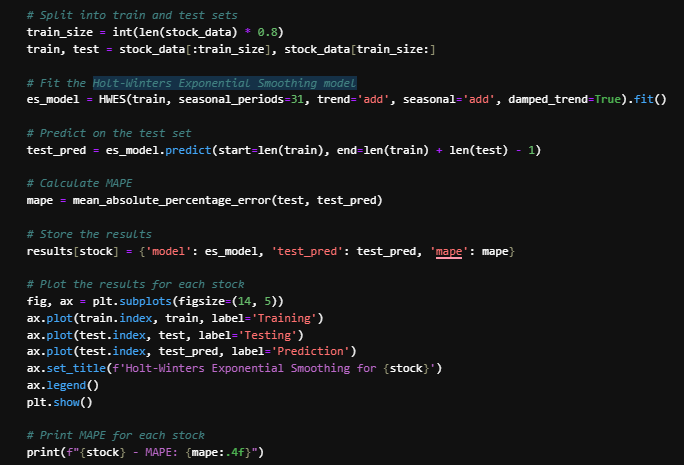 # Split into train and test sets
train_size = int(len(stock_data) * 0.8)
train, test = stock_data[:train_size], stock_data[train_size:]
# Fit the Holt-Winters Exponential Smoothing model
es_model = HWES(train, seasonal_periods=31, trend='add', seasonal='add', damped_trend=True).fit()
# Predict on the test set
test_pred = es_model.predict(start=len(train), end=len(train) + len(test) - 1)
# Calculate MAPE
mape = mean_absolute_percentage_error(test, test_pred)
# Store the results
results[stock] = {'model': es_model, 'test_pred': test_pred, 'mape': mape}
# Plot the results for each stock
fig, ax = plt.subplots(figsize=(14, 5))
ax.plot(train.index, train, label='Training')
ax.plot(test.index, test, label='Testing')
ax.plot(test.index, test_pred, label='Prediction')
ax.set_title(f'Holt-Winters Exponential Smoothing for {stock}')
ax.legend()
plt.show()
# Print MAPE for each stock
print(f"{stock} - MAPE: {mape:.4f}")